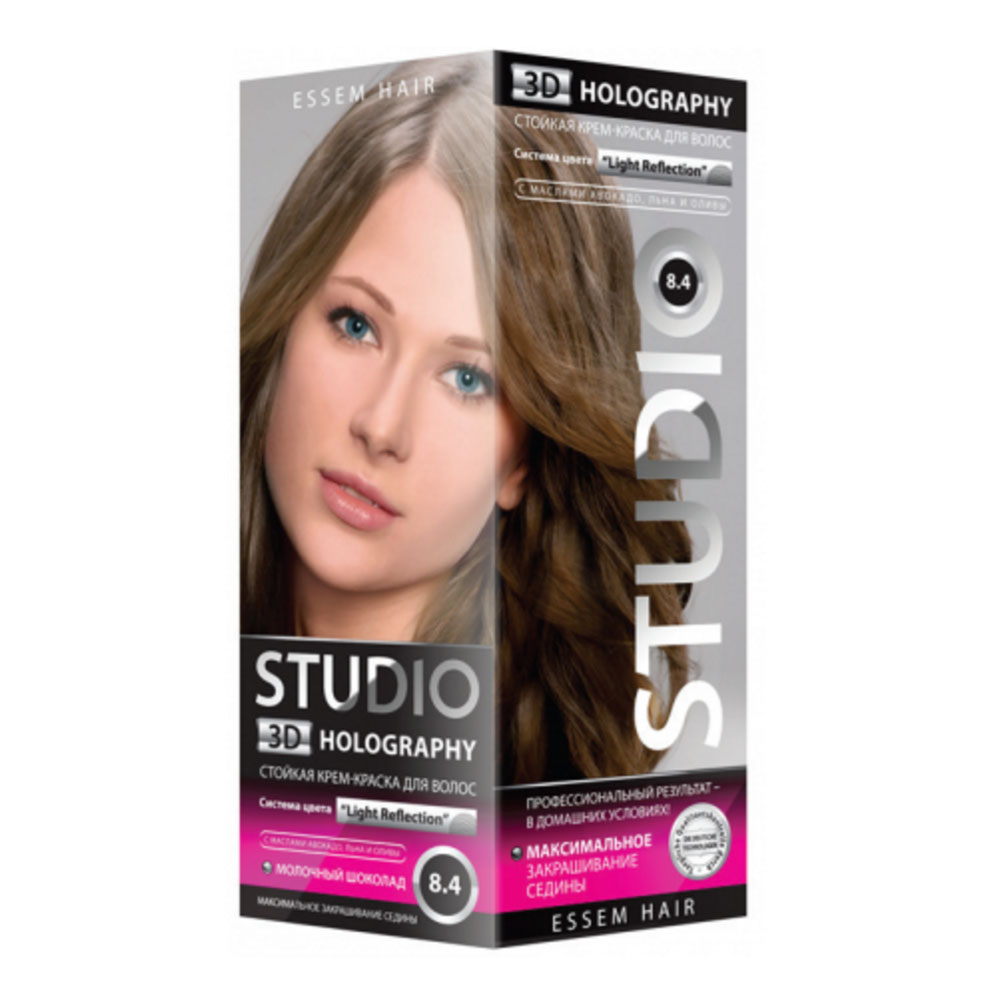 ESSEM HAIR
STUDIO
3D HOLOGRAPHY
СТОЙКАЯ КРЕМ-КРАСКА ДЛЯ ВОЛОС
Система цвета "Light Reflection"
С МАСЛАМИ АВОКАДО, ЛЬНА И ОЛИВЫ
МОЛОЧНЫЙ ШОКОЛАД
8.4
МАКСИМАЛЬНОЕ ЗАКРАШИВАНИЕ СЕДИНЫ
3D HOLOGRAPHY
СТОЙКАЯ КРЕМ-КРАСКА ДЛЯ ВОЛОС
Система цвета "Light Reflection"
С МАСЛАМИ АВОКАДО, ЛЬНА И ОЛИВЫ
8.4
STUDIO
ПРОФЕССИОНАЛЬНЫЙ РЕЗУЛЬТАТ –
В ДОМАШНИХ УСЛОВИЯХ!
МАКСИМАЛЬНОЕ
ЗАКРАШИВАНИЕ
СЕДИНЫ
ESSEM HAIR